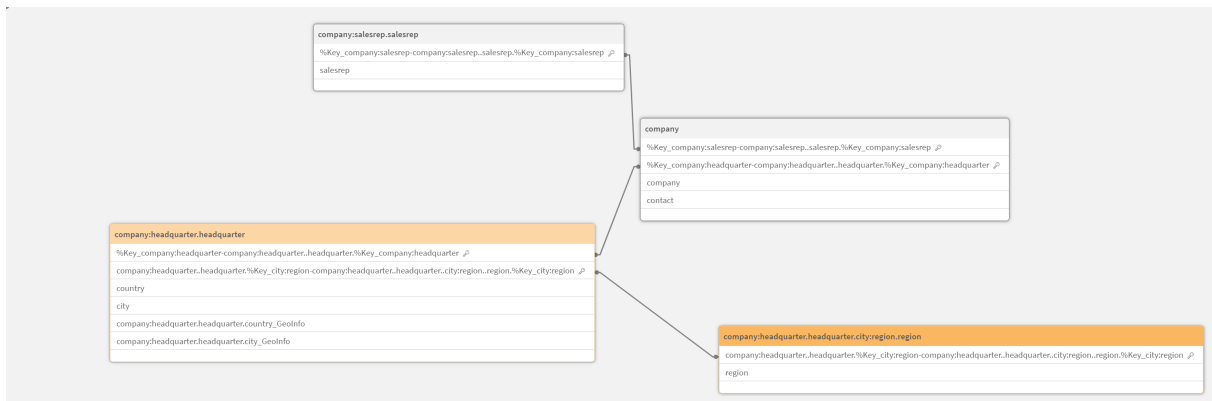 company:salesrep.salesrep
%Key_company:salesrep-company:salesrep..salesrep.%Key_company:salesrep
salesrep
company
%Key_company:salesrep-company:salesrep..salesrep.%Key_company:salesrep
%Key_company:headquarter-company:headquarter..headquarter.%Key_company:headquarter
company
contact
company:headquarter.headquarter
%Key_company:headquarter-company:headquarter..headquarter.%Key_company:headquarter
company:headquarter..headquarter.%Key_city:region-company:headquarter..headquarter..city:region..region.%Key_city:region
country
city
company:headquarter.headquarter.country_GeoInfo
company:headquarter.headquarter.city_GeoInfo
company:headquarter.headquarter.city:region.region
company:headquarter..headquarter.%Key_city:region-company:headquarter..headquarter..city:region..region.%Key_city:region
region